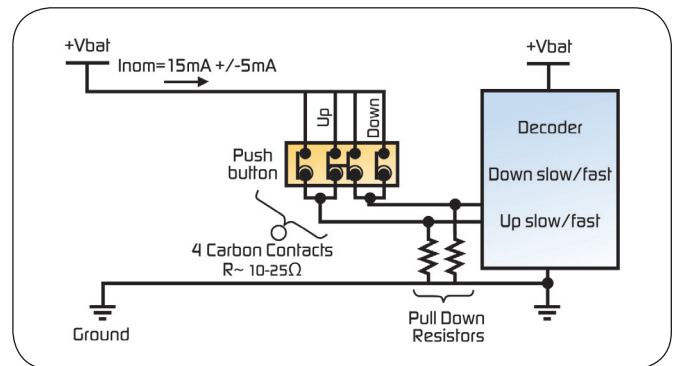 +Vbat
Inom=15mA +/-5mA
Up
Down
Push
button
4 Carbon Contacts
R~ 10-25Ω
Ground
Pull Down
Resistors
+Vbat
Decoder
Down slow/fast
Up slow/fast